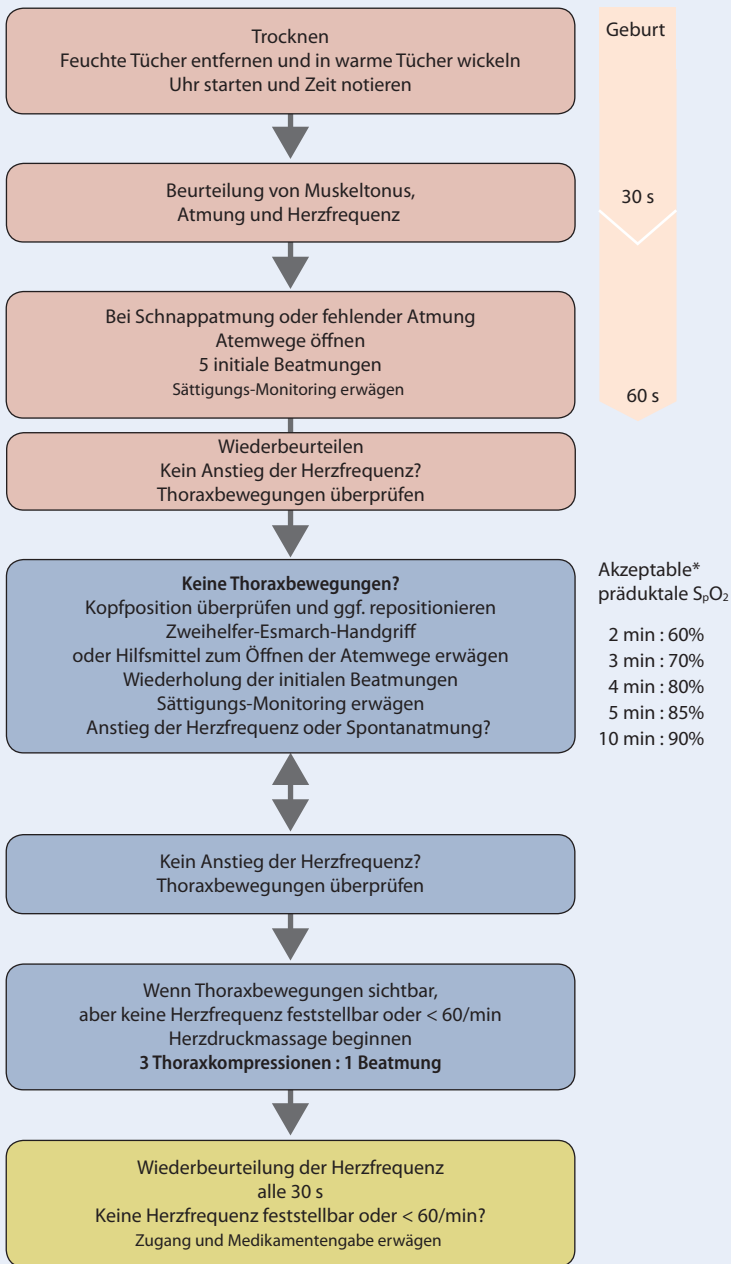 Trocknen
Feuchte Tücher entfernen und in warme Tücher wickeln
Uhr starten und Zeit notieren
Geburt
Beurteilung von Muskeltonus,
Atmung und Herzfrequenz
30 s
Bei Schnappatmung oder fehlender Atmung
Atemwege öffnen
5 initiale Beatmungen
Sättigungs-Monitoring erwägen
60 s
Wiederbeurteilen
Kein Anstieg der Herzfrequenz?
Thoraxbewegungen überprüfen
Keine Thoraxbewegungen?
Kopfposition überprüfen und ggf. repositionieren
Zweihelfer-Esmarch-Handgriff
oder Hilfsmittel zum Öffnen der Atemwege erwägen
Wiederholung der initialen Beatmungen
Sättigungs-Monitoring erwägen
Anstieg der Herzfrequenz oder Spontanatmung?
Akzeptable*
präduktale SpO2
2 min : 60%
3 min : 70%
4 min : 80%
5 min : 85%
10 min : 90%
Kein Anstieg der Herzfrequenz?
Thoraxbewegungen überprüfen
Wenn Thoraxbewegungen sichtbar,
aber keine Herzfrequenz feststellbar oder < 60/min
Herzdruckmassage beginnen
3 Thoraxkompressionen : 1 Beatmung
Wiederbeurteilung der Herzfrequenz
alle 30 s
Keine Herzfrequenz feststellbar oder < 60/min?
Zugang und Medikamentengabe erwägen